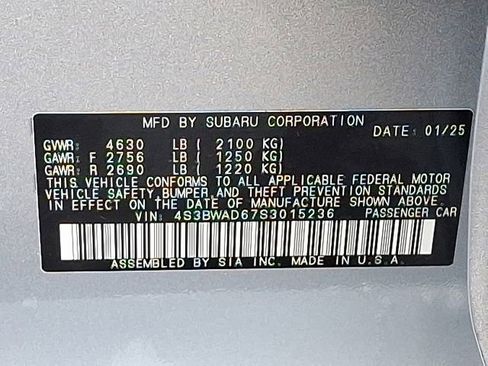 MFD BY SUBARU CORPORATION DATE: 01/25
GVWR: 4630 LB ( 2100 KG)
GAWR: F 2756 LB ( 1250 KG)
GAWR: R 2690 LB ( 1220 KG)
THIS VEHICLE CONFORMS TO ALL APPLICABLE FEDERAL MOTOR
VEHICLE SAFETY, BUMPER, AND THEFT PREVENTION STANDARDS
IN EFFECT ON THE DATE OF MANUFACTURE SHOWN ABOVE.
VIN: 4S3BWAD67S3015236 PASSENGER CAR
ASSEMBLED BY SIA INC. MADE IN U.S.A.